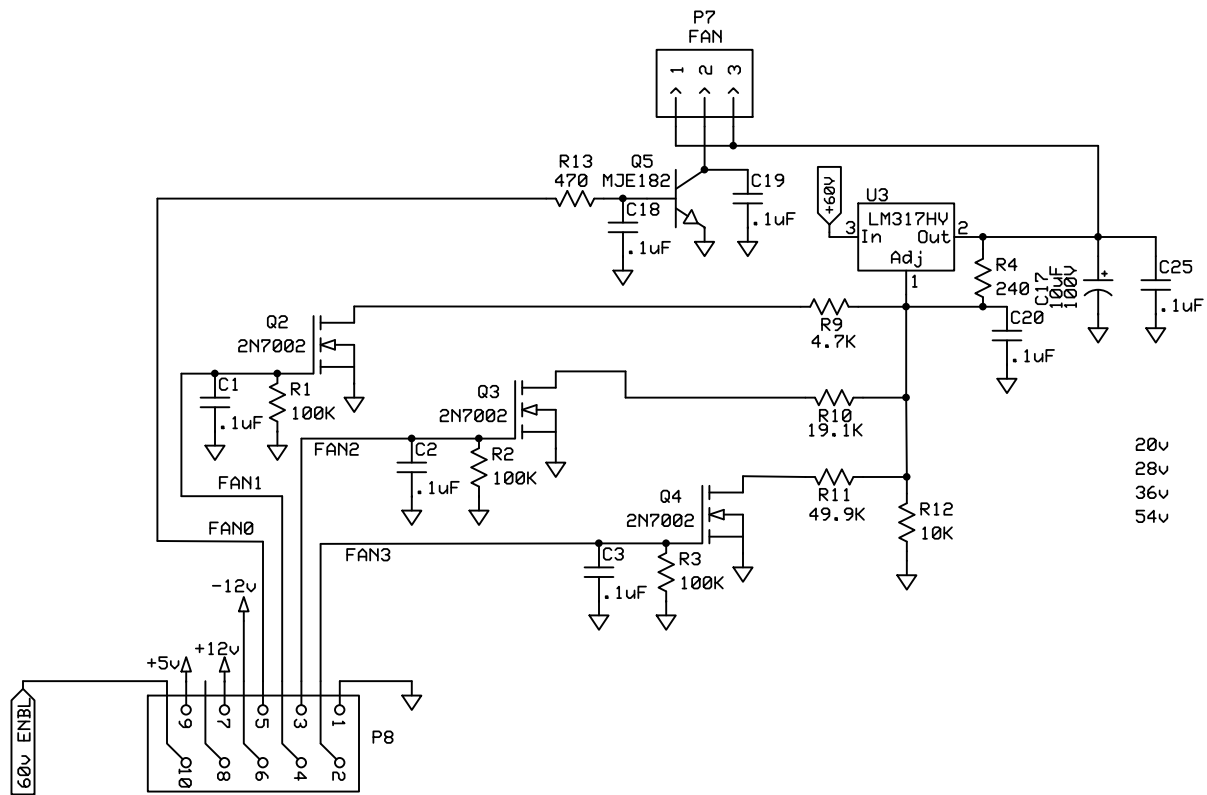 P7
FAN
1 2 3
R13
470
Q5
MJE182
C19
.1uF
C18
.1uF
+60v
U3
LM317HV
3
In
Out
2
Adj
1
R4
240
C17
10uF
100V
+
C25
.1uF
C20
.1uF
Q2
2N7002
R9
4.7K
C1
.1uF
R1
100K
Q3
2N7002
R10
19.1K
FAN2
C2
.1uF
R2
100K
FAN1
Q4
2N7002
R11
49.9K
R12
10K
20v
28v
36v
54v
FAN0
FAN3
C3
.1uF
R3
100K
-12v
+12v
+5v
60v ENBL
9 7 5 3 1
P8
10 8 6 4 2